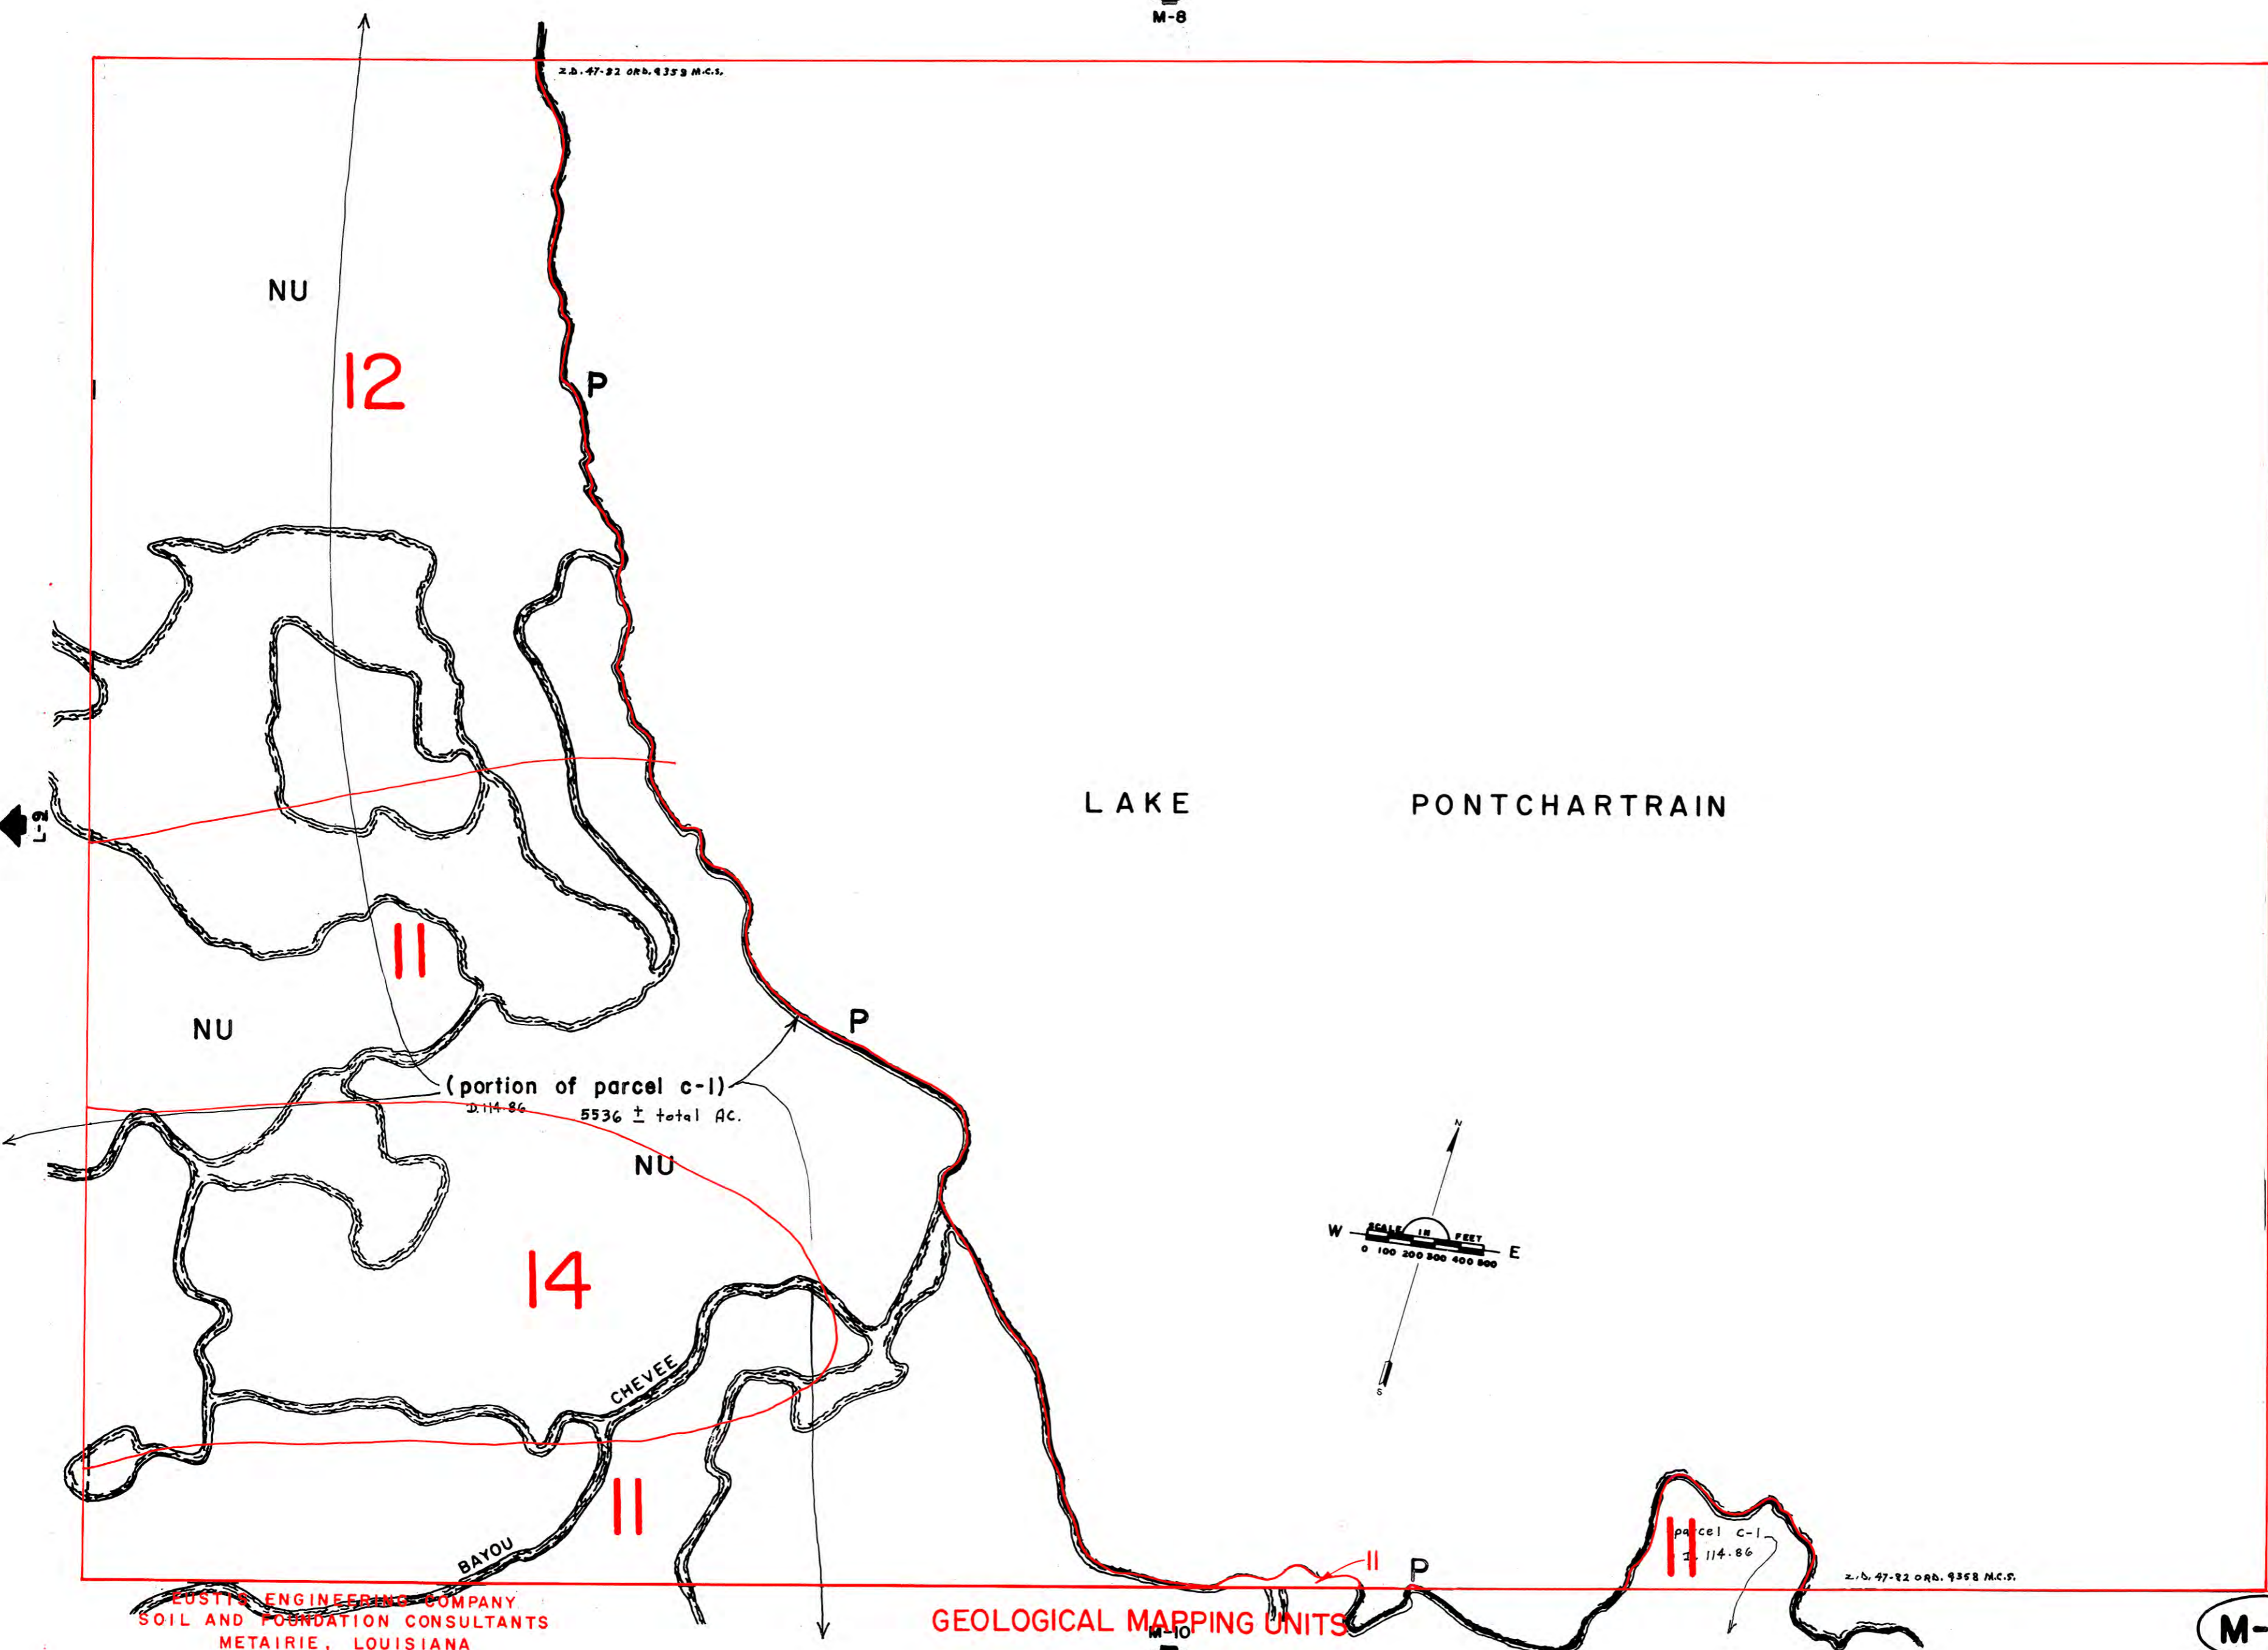 M-8
Z.D. 47-82 ORD. 9358 M.C.S.
NU
12
P
L-9
LAKE PONTCHARTRAIN
11
NU
P
(portion of parcel c-1)
D.114-86 5536 ± total AC.
NU
N
W SCALE IN FEET E
0 100 200 300 400 500
S
14
CHEVEE
11
BAYOU
11
P
11
parcel c-1
114-86
Z.D. 47-82 ORD. 9358 M.C.S.
EUSTIS ENGINEERING COMPANY
SOIL AND FOUNDATION CONSULTANTS
METAIRIE, LOUISIANA
GEOLOGICAL MAPPING UNITS
M-10
M-